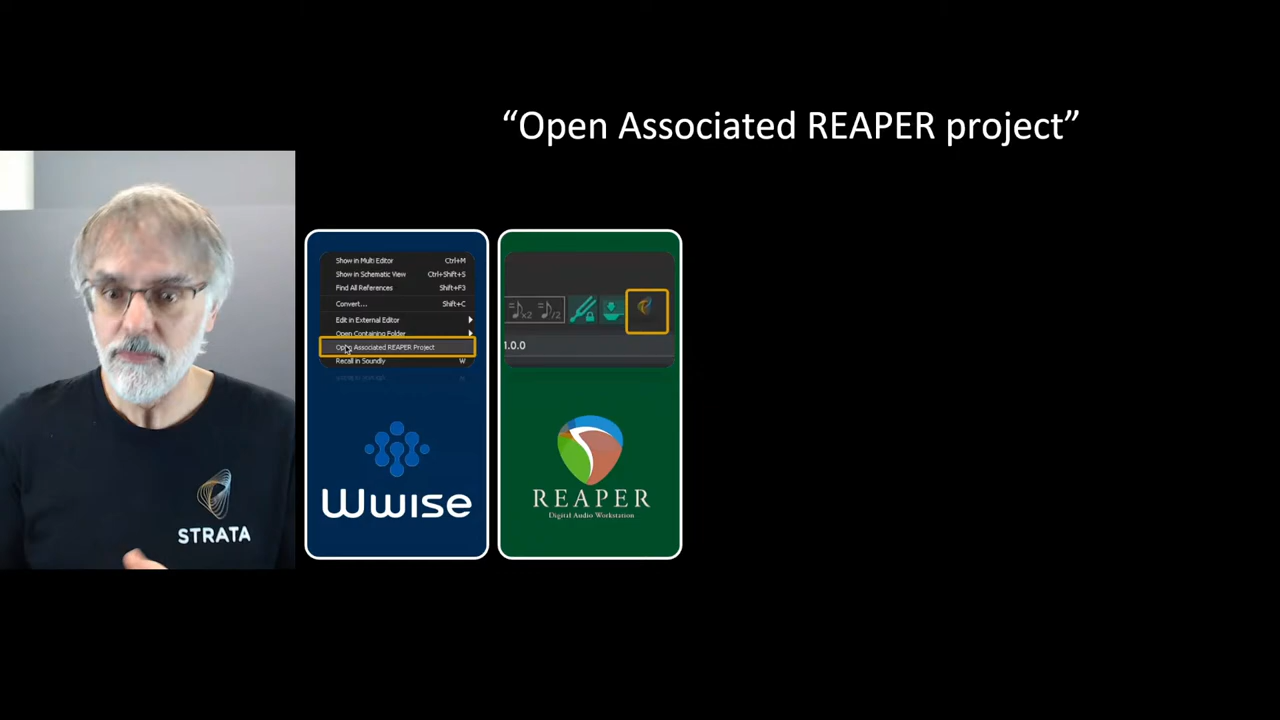 “Open Associated REAPER project”
Show in Multi Editor Ctrl+M
Show in Schematic View Ctrl+Shift+S
Find All References Shift+F3
Convert... Shift+C
Edit in External Editor
Open Containing Folder
Open Associated REAPER Project
Recall in Soundly W
x2 /2
1.0.0
Wwise
REAPER
Digital Audio Workstation
STRATA